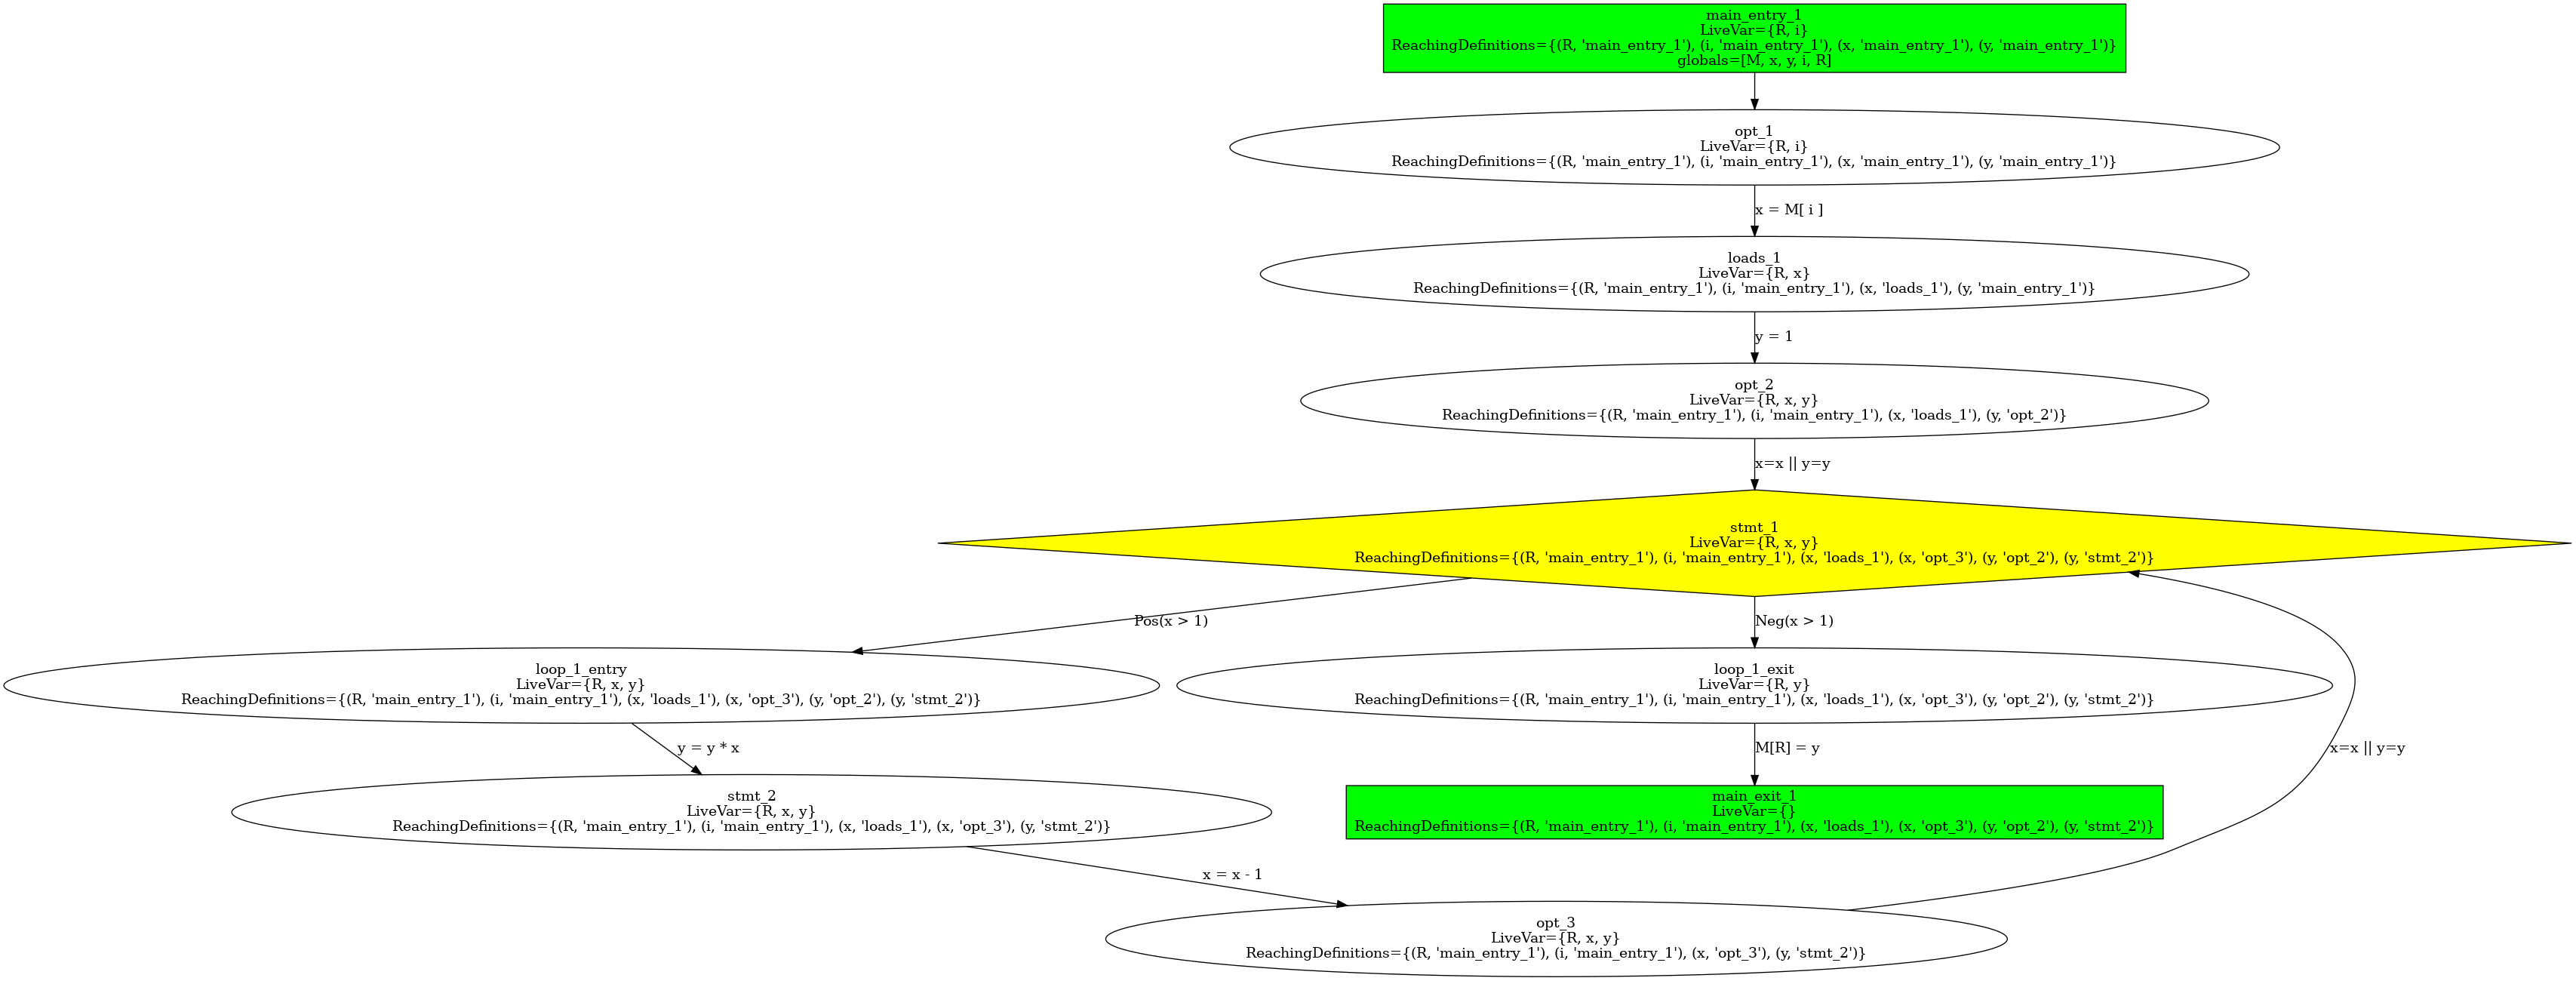 main_entry_1
LiveVar={R, i}
ReachingDefinitions={(R, 'main_entry_1'), (i, 'main_entry_1'), (x, 'main_entry_1'), (y, 'main_entry_1')}
globals=[M, x, y, i, R]
opt_1
LiveVar={R, i}
ReachingDefinitions={(R, 'main_entry_1'), (i, 'main_entry_1'), (x, 'main_entry_1'), (y, 'main_entry_1')}
x = M[ i ]
loads_1
LiveVar={R, x}
ReachingDefinitions={(R, 'main_entry_1'), (i, 'main_entry_1'), (x, 'loads_1'), (y, 'main_entry_1')}
y = 1
opt_2
LiveVar={R, x, y}
ReachingDefinitions={(R, 'main_entry_1'), (i, 'main_entry_1'), (x, 'loads_1'), (y, 'opt_2')}
x=x || y=y
stmt_1
LiveVar={R, x, y}
ReachingDefinitions={(R, 'main_entry_1'), (i, 'main_entry_1'), (x, 'loads_1'), (x, 'opt_3'), (y, 'opt_2'), (y, 'stmt_2')}
Pos(x > 1)
Neg(x > 1)
loop_1_entry
LiveVar={R, x, y}
ReachingDefinitions={(R, 'main_entry_1'), (i, 'main_entry_1'), (x, 'loads_1'), (x, 'opt_3'), (y, 'opt_2'), (y, 'stmt_2')}
loop_1_exit
LiveVar={R, y}
ReachingDefinitions={(R, 'main_entry_1'), (i, 'main_entry_1'), (x, 'loads_1'), (x, 'opt_3'), (y, 'opt_2'), (y, 'stmt_2')}
y = y * x
M[R] = y
x=x || y=y
stmt_2
LiveVar={R, x, y}
ReachingDefinitions={(R, 'main_entry_1'), (i, 'main_entry_1'), (x, 'loads_1'), (x, 'opt_3'), (y, 'stmt_2')}
main_exit_1
LiveVar={}
ReachingDefinitions={(R, 'main_entry_1'), (i, 'main_entry_1'), (x, 'loads_1'), (x, 'opt_3'), (y, 'opt_2'), (y, 'stmt_2')}
x = x - 1
opt_3
LiveVar={R, x, y}
ReachingDefinitions={(R, 'main_entry_1'), (i, 'main_entry_1'), (x, 'opt_3'), (y, 'stmt_2')}